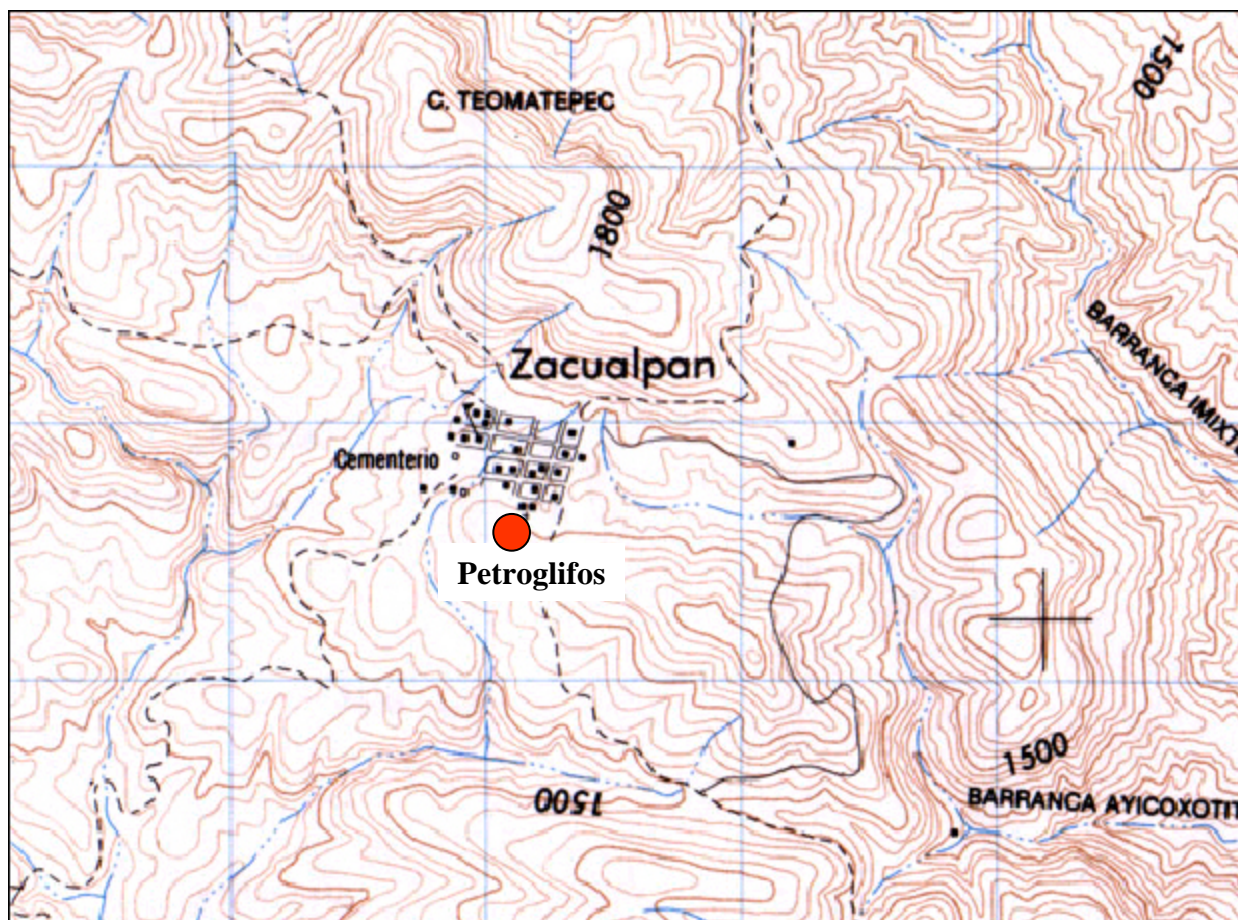 1500
C. TEOMATEPEC
1800
BARRANCA IMIXT
Zacualpan
Cementerio
Petroglifos
1500
1500
BARRANCA AYICOXOTIT